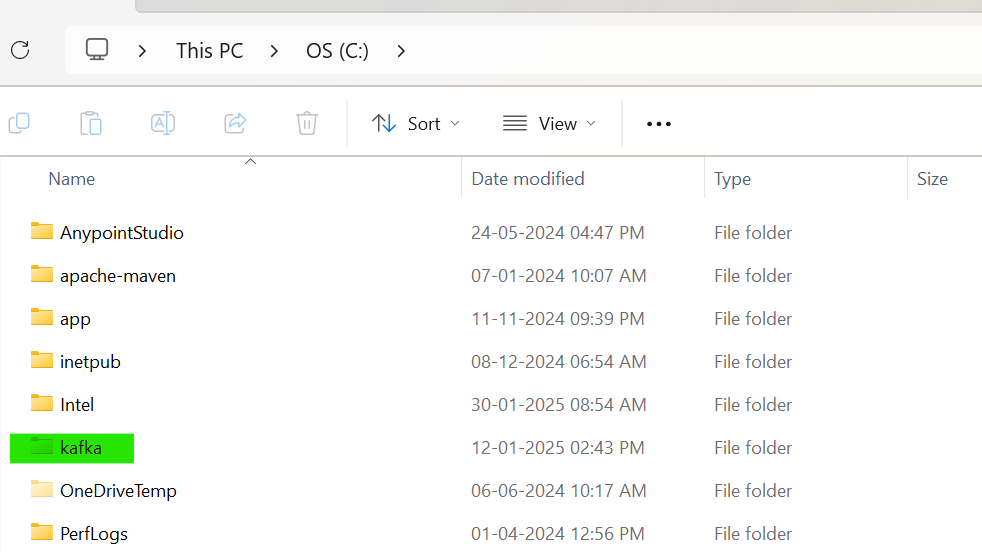 This PC > OS (C:) >
Sort View
Name Date modified Type Size
AnypointStudio 24-05-2024 04:47 PM File folder
apache-maven 07-01-2024 10:07 AM File folder
app 11-11-2024 09:39 PM File folder
inetpub 08-12-2024 06:54 AM File folder
Intel 30-01-2025 08:54 AM File folder
kafka 12-01-2025 02:43 PM File folder
OneDriveTemp 06-06-2024 10:17 AM File folder
PerfLogs 01-04-2024 12:56 PM File folder